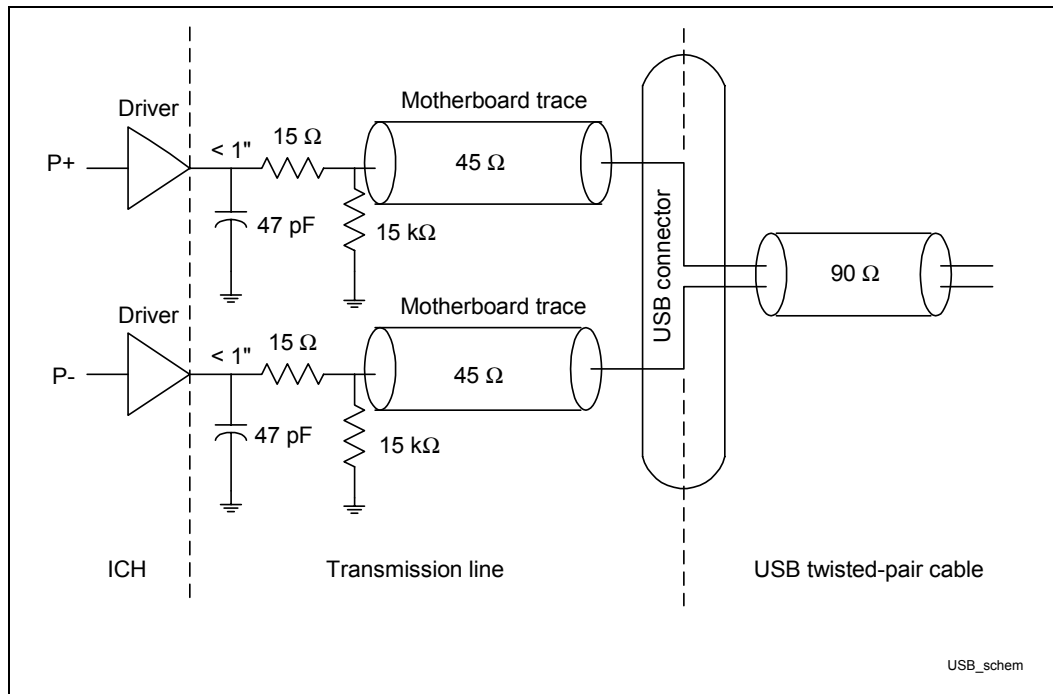 Driver
Motherboard trace
P+
< 1"
15 Ω
45 Ω
47 pF
15 kΩ
USB connector
90 Ω
Driver
Motherboard trace
P-
< 1"
15 Ω
45 Ω
47 pF
15 kΩ
ICH
Transmission line
USB twisted-pair cable
USB_schem